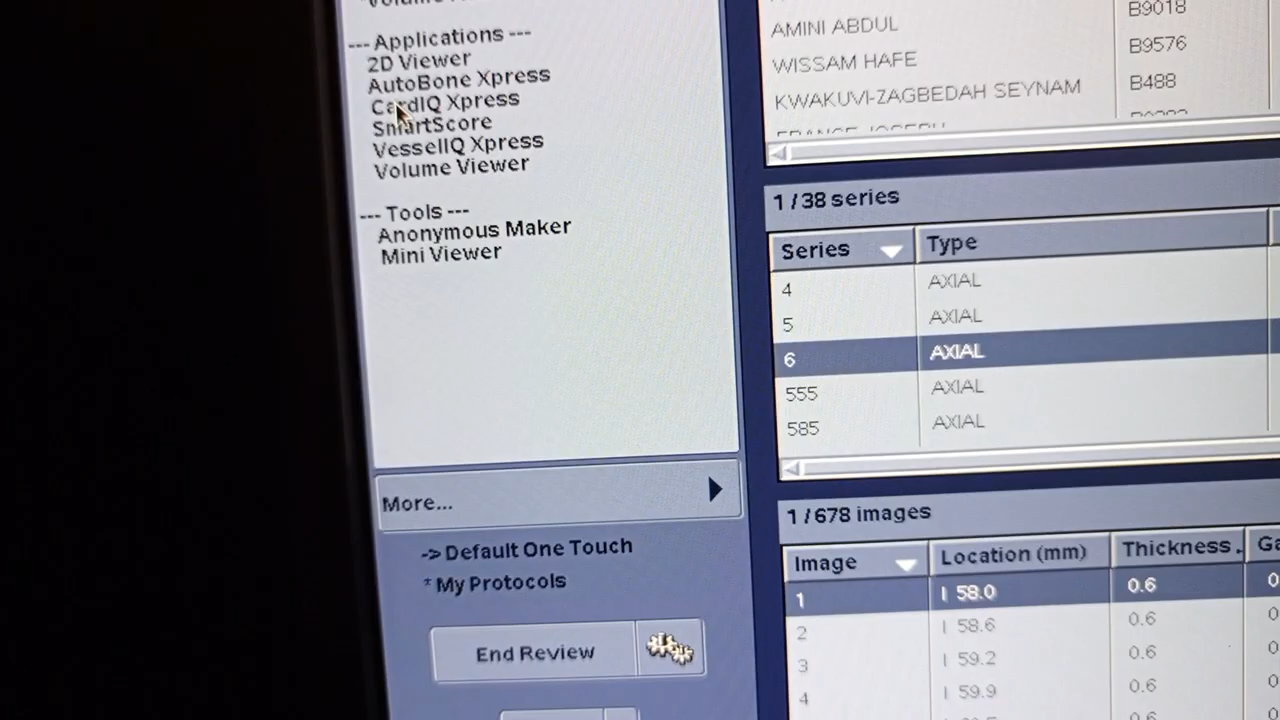 --- Applications ---
2D Viewer
AutoBone Xpress
CardIQ Xpress
SmartScore
VesselIQ Xpress
Volume Viewer
--- Tools ---
Anonymous Maker
Mini Viewer
More...
-> Default One Touch
* My Protocols
End Review
AMINI ABDUL B9018
WISSAM HAFE B9576
KWAKUVI-ZAGBEDAH SEYNAM B488
1 / 38 series
Series Type
4 AXIAL
5 AXIAL
6 AXIAL
555 AXIAL
585 AXIAL
1 / 678 images
Image Location (mm) Thickness.
1 I 58.0 0.6 0
2 I 58.6 0.6 0
3 I 59.2 0.6 0
4 I 59.9 0.6 0